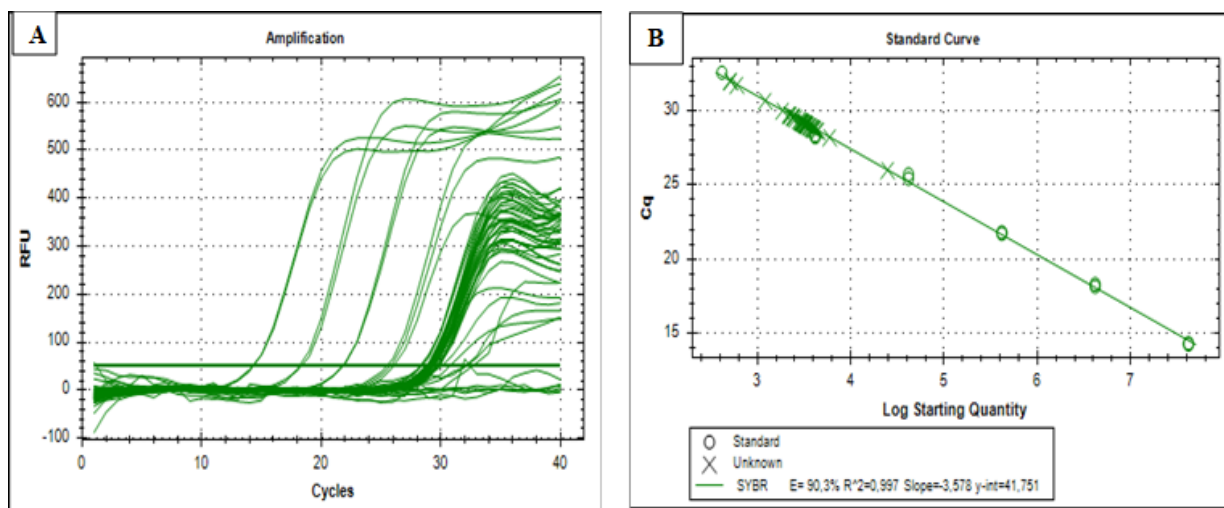 A
Amplification
RFU
600
500
400
300
200
100
0
-100
0 10 20 30 40
Cycles
B
Standard Curve
Cq
30
25
20
15
3 4 5 6 7
Log Starting Quantity
Standard
Unknown
SYBR E= 90,3% R^2=0,997 Slope=-3,578 y-int=41,751